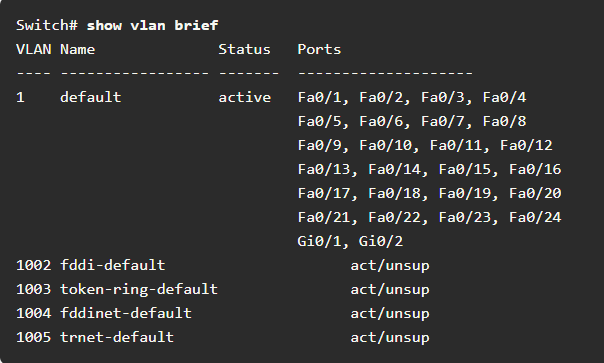 Switch# show vlan brief
VLAN Name              Status   Ports
---- ----------------- -------  --------------------
1    default           active   Fa0/1, Fa0/2, Fa0/3, Fa0/4
                                Fa0/5, Fa0/6, Fa0/7, Fa0/8
                                Fa0/9, Fa0/10, Fa0/11, Fa0/12
                                Fa0/13, Fa0/14, Fa0/15, Fa0/16
                                Fa0/17, Fa0/18, Fa0/19, Fa0/20
                                Fa0/21, Fa0/22, Fa0/23, Fa0/24
                                Gi0/1, Gi0/2
1002 fddi-default                     act/unsup
1003 token-ring-default               act/unsup
1004 fddinet-default                  act/unsup
1005 trnet-default                    act/unsup